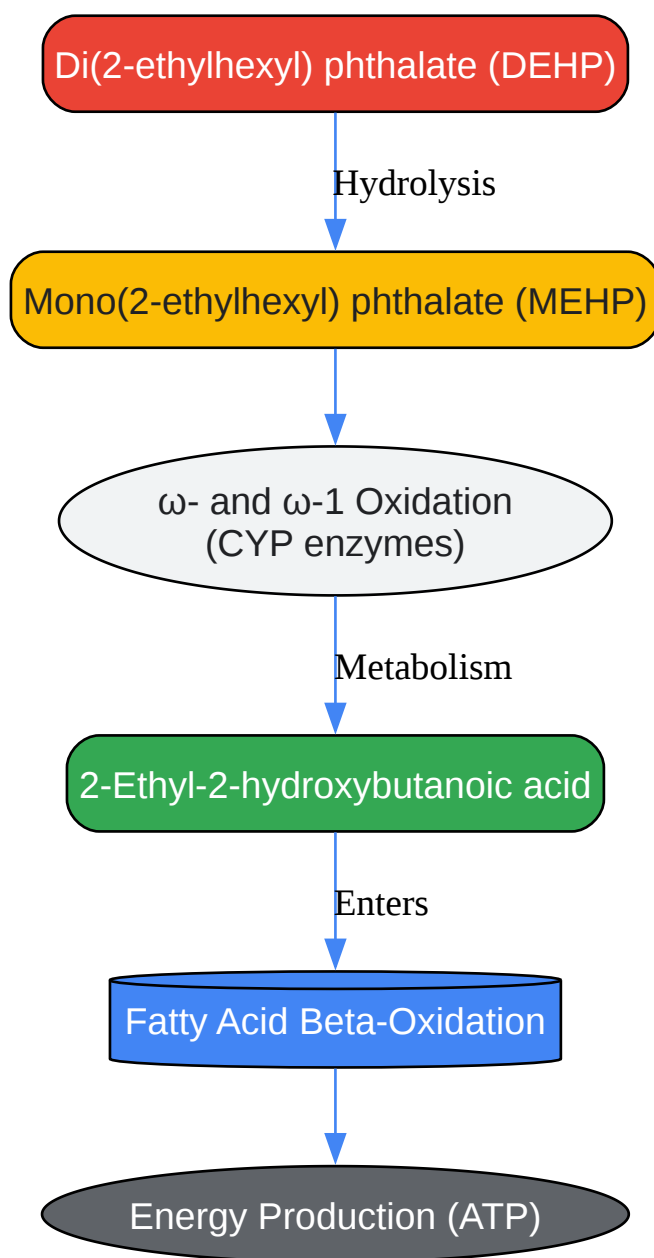 Di(2-ethylhexyl) phthalate (DEHP)
Hydrolysis
Mono(2-ethylhexyl) phthalate (MEHP)
ω- and ω-1 Oxidation
(CYP enzymes)
Metabolism
2-Ethyl-2-hydroxybutanoic acid
Enters
Fatty Acid Beta-Oxidation
Energy Production (ATP)